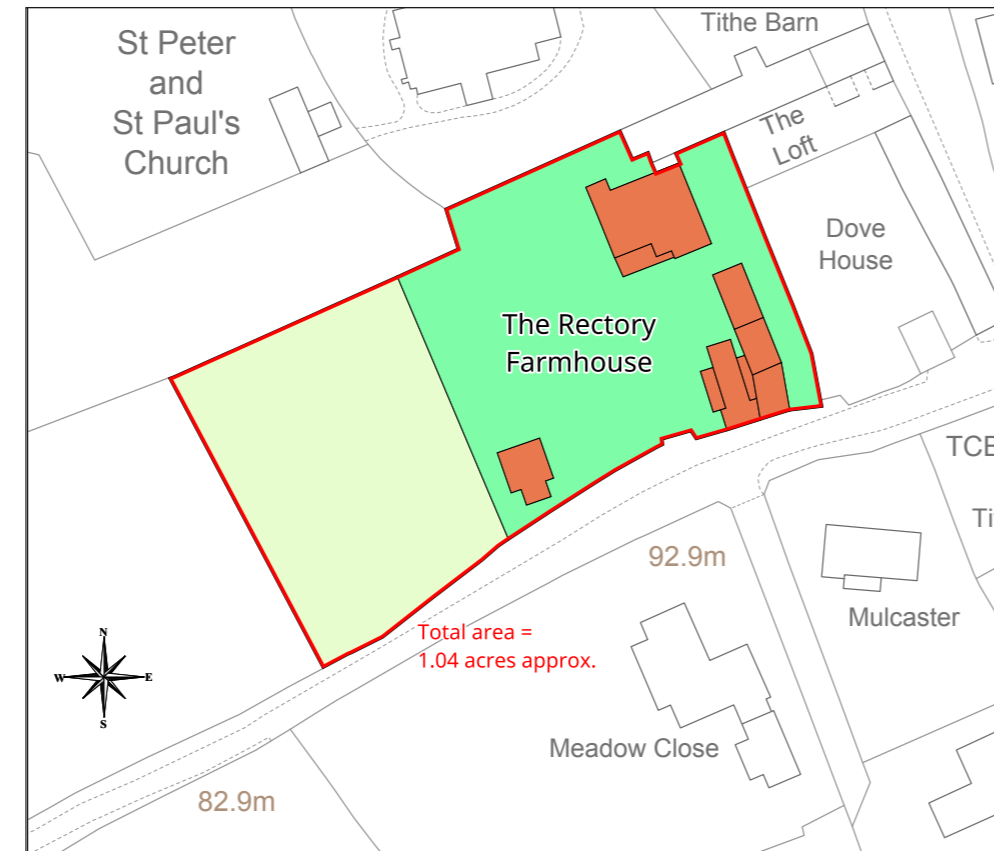 Tithe Barn
St Peter
and
St Paul's
Church
The
Loft
Dove
House
The Rectory
Farmhouse
TCB
Ti
92.9m
Mulcaster
Total area =
1.04 acres approx.
N
W
E
S
Meadow Close
82.9m